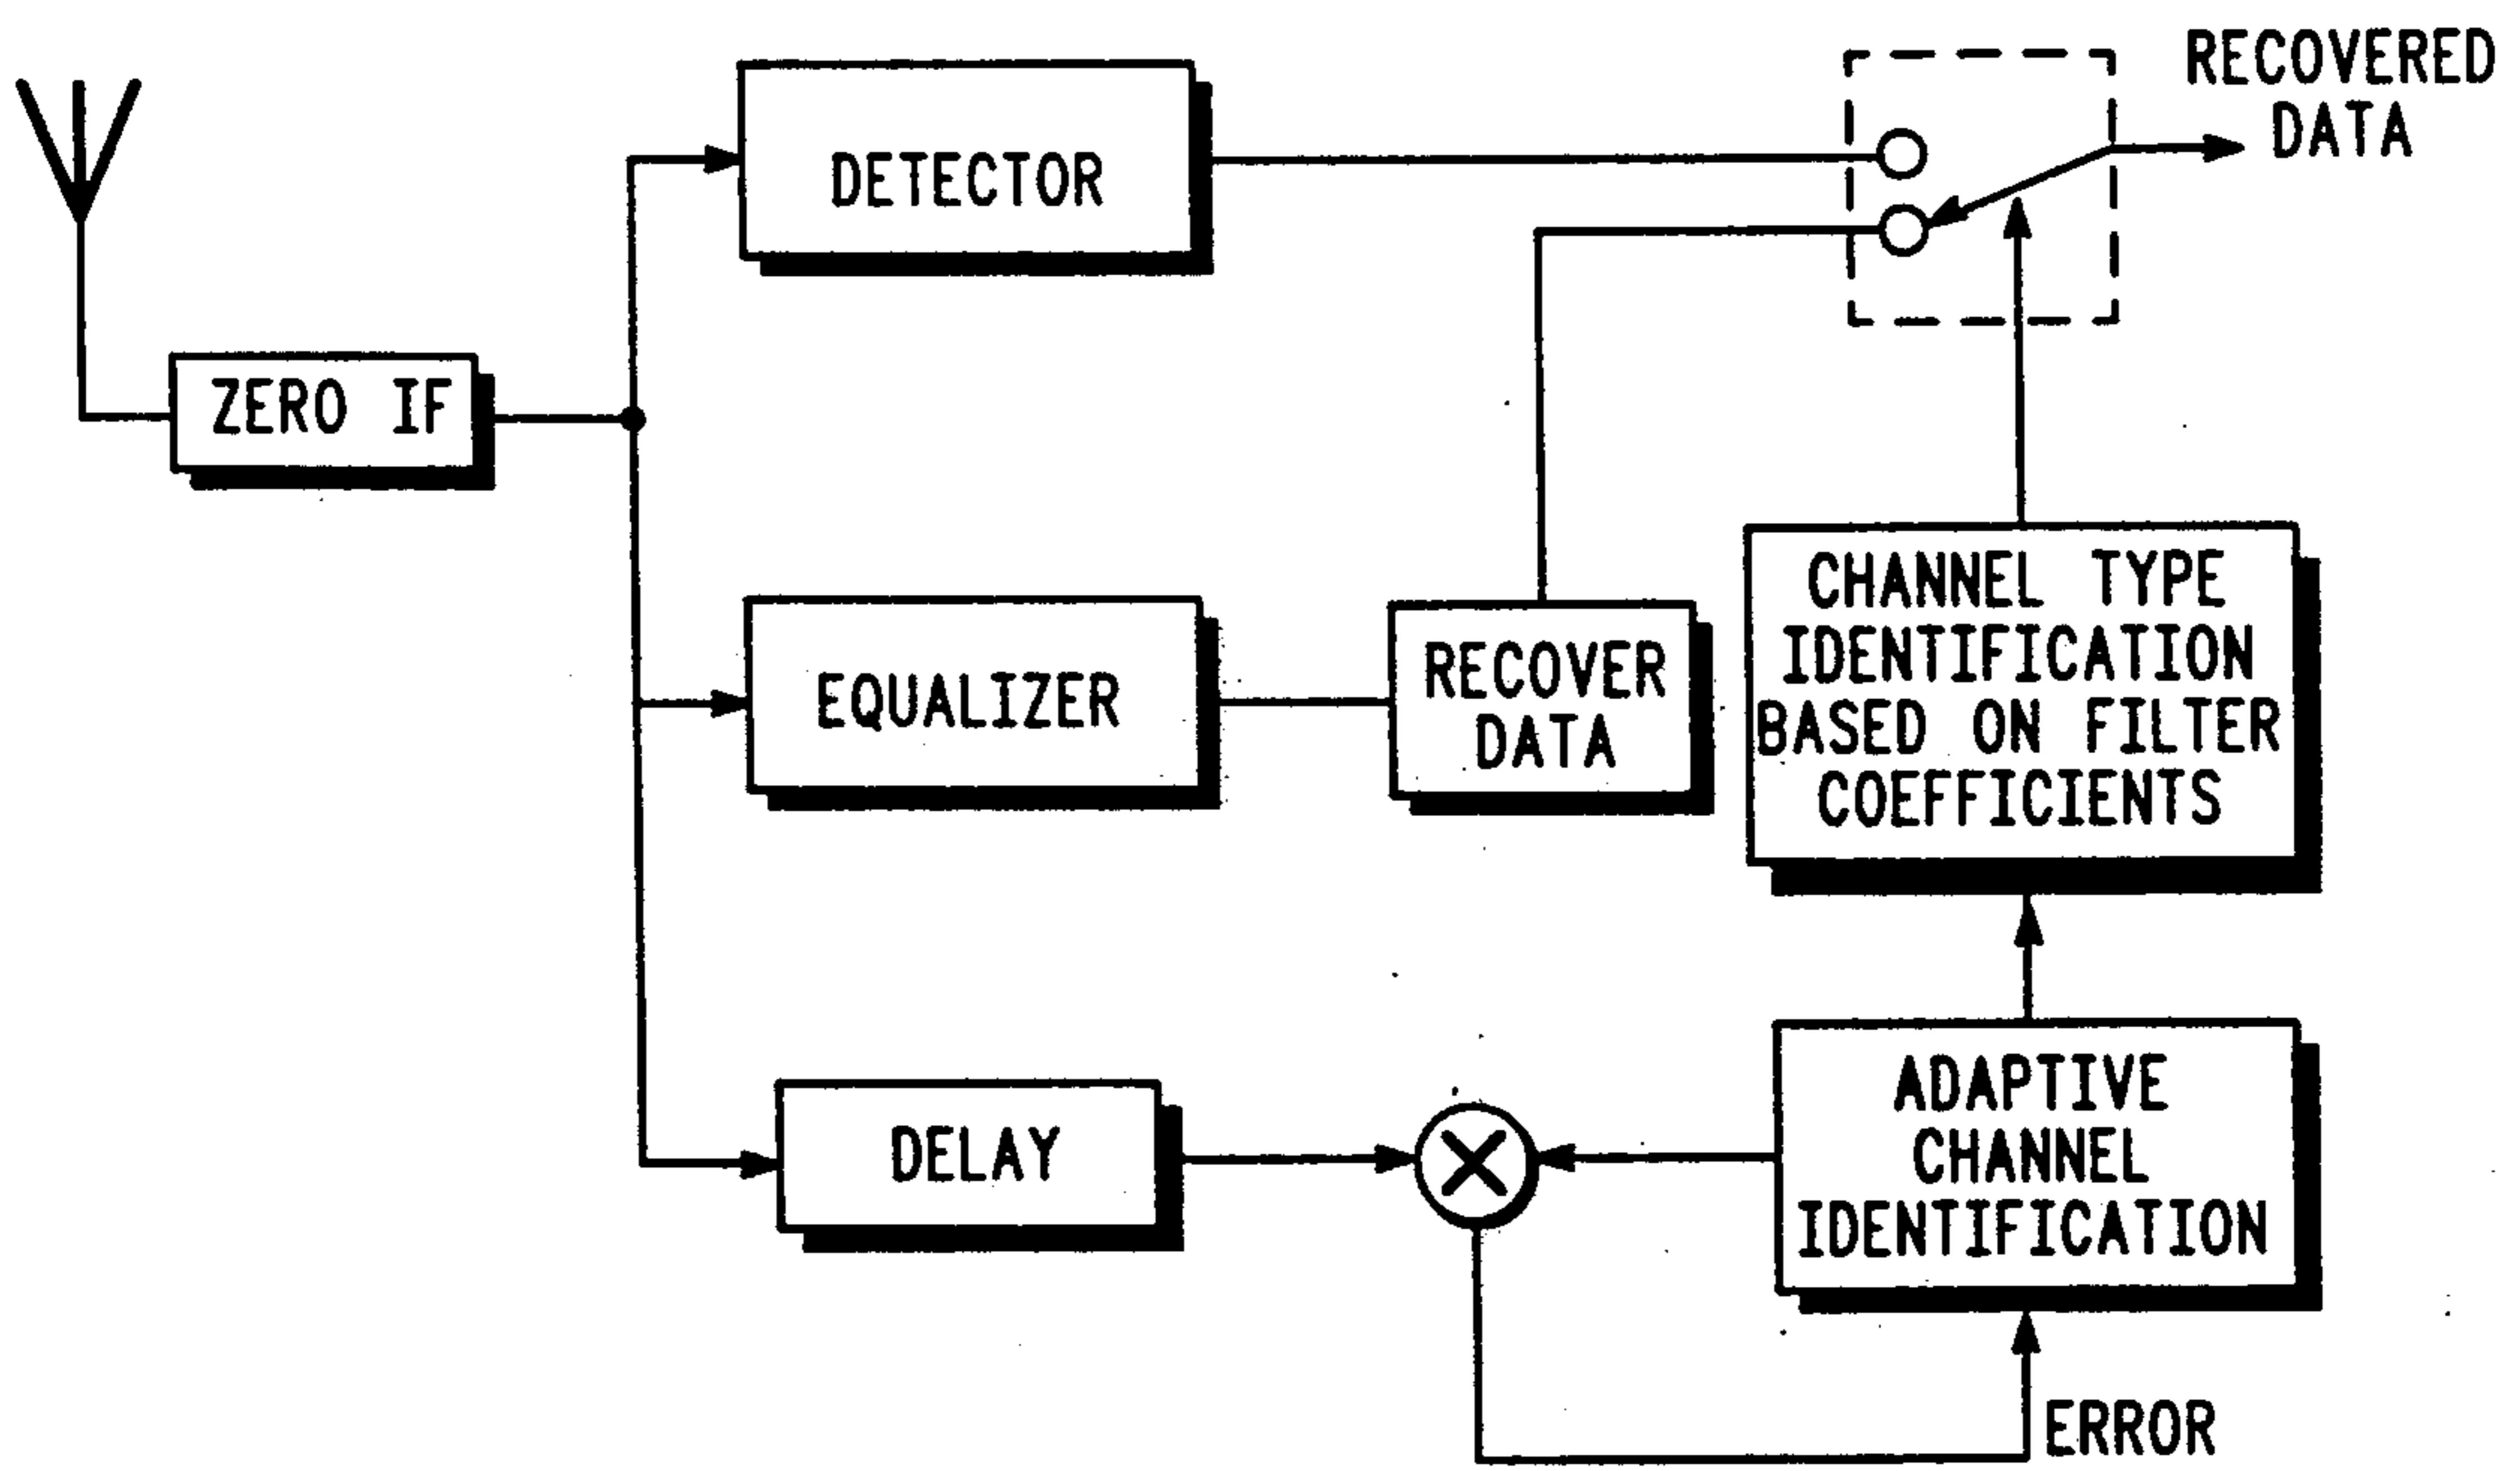 RECOVERED
DATA
DETECTOR
ZERO IF
CHANNEL TYPE
IDENTIFICATION
BASED ON FILTER
COEFFICIENTS
EQUALIZER
RECOVER
DATA
ADAPTIVE
CHANNEL
IDENTIFICATION
DELAY
ERROR